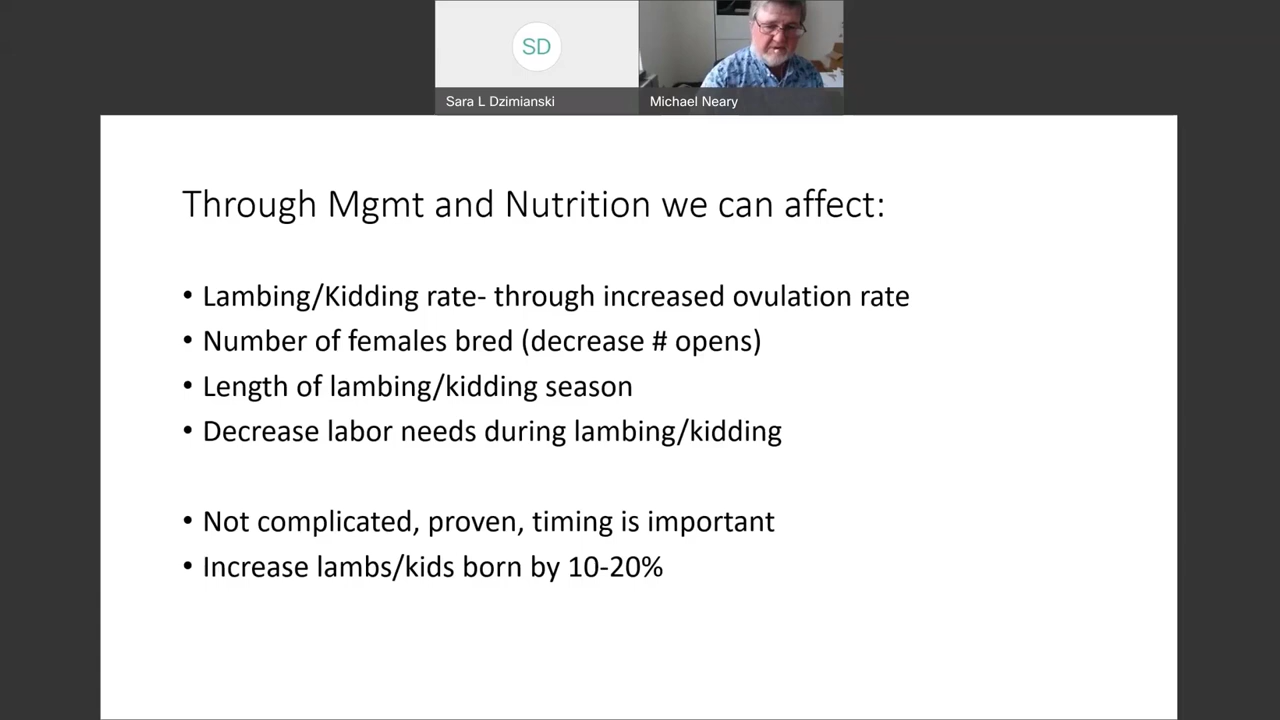 SD
Sara L Dzimianski
Michael Neary
Through Mgmt and Nutrition we can affect:
• Lambing/Kidding rate- through increased ovulation rate
• Number of females bred (decrease # opens)
• Length of lambing/kidding season
• Decrease labor needs during lambing/kidding
• Not complicated, proven, timing is important
• Increase lambs/kids born by 10-20%